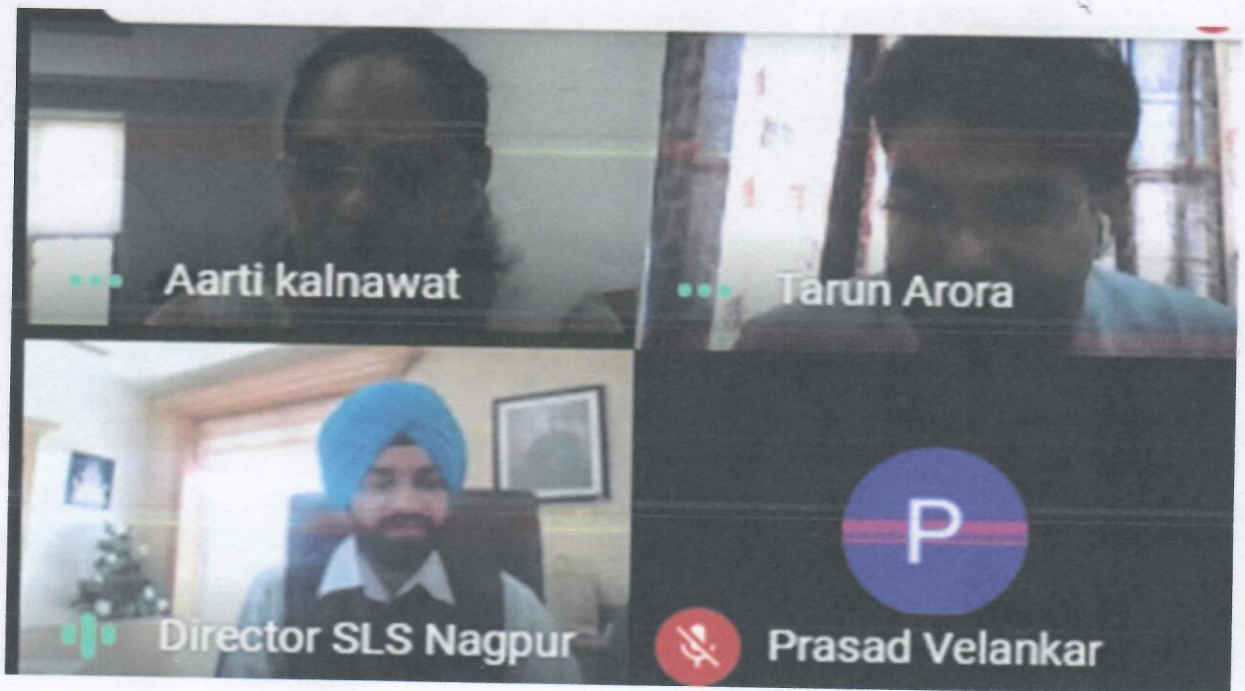 Aarti kalnawat
Tarun Arora
Director SLS Nagpur
P
Prasad Velankar